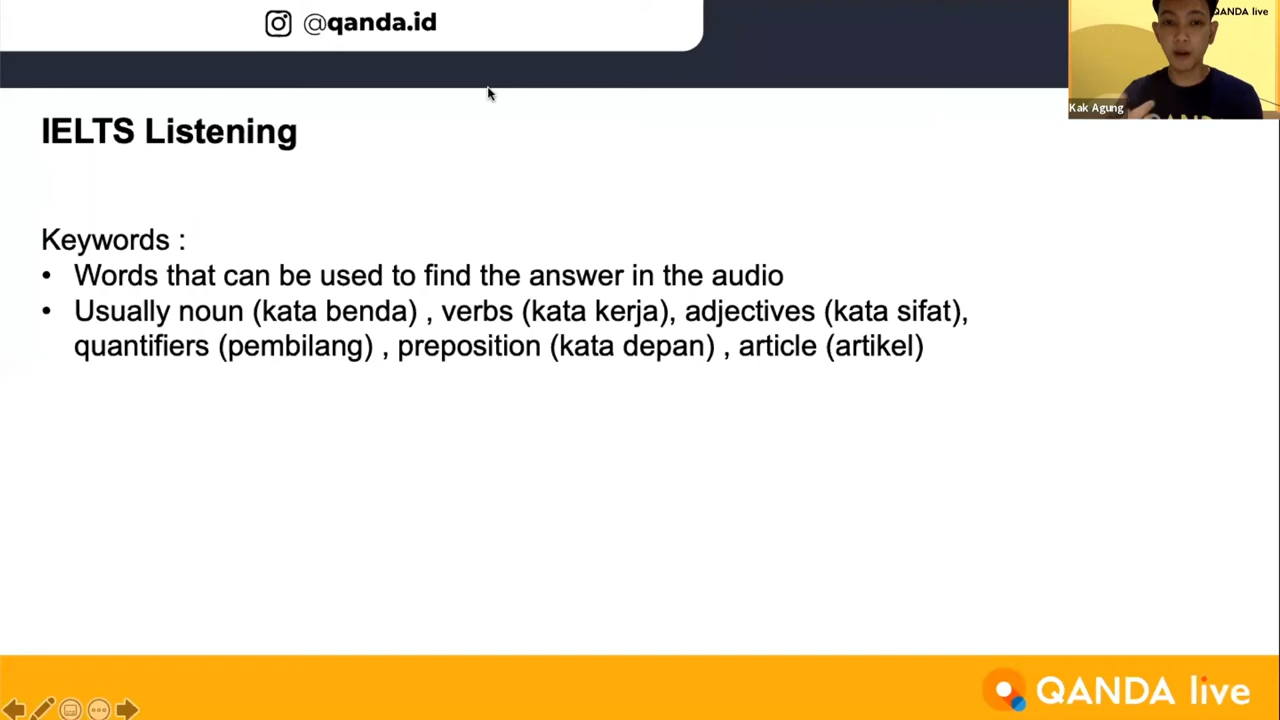 @qanda.id
QANDA live
Kak Agung
QANDA
IELTS Listening
Keywords :
• Words that can be used to find the answer in the audio
• Usually noun (kata benda) , verbs (kata kerja), adjectives (kata sifat),
quantifiers (pembilang) , preposition (kata depan) , article (artikel)
QANDA live